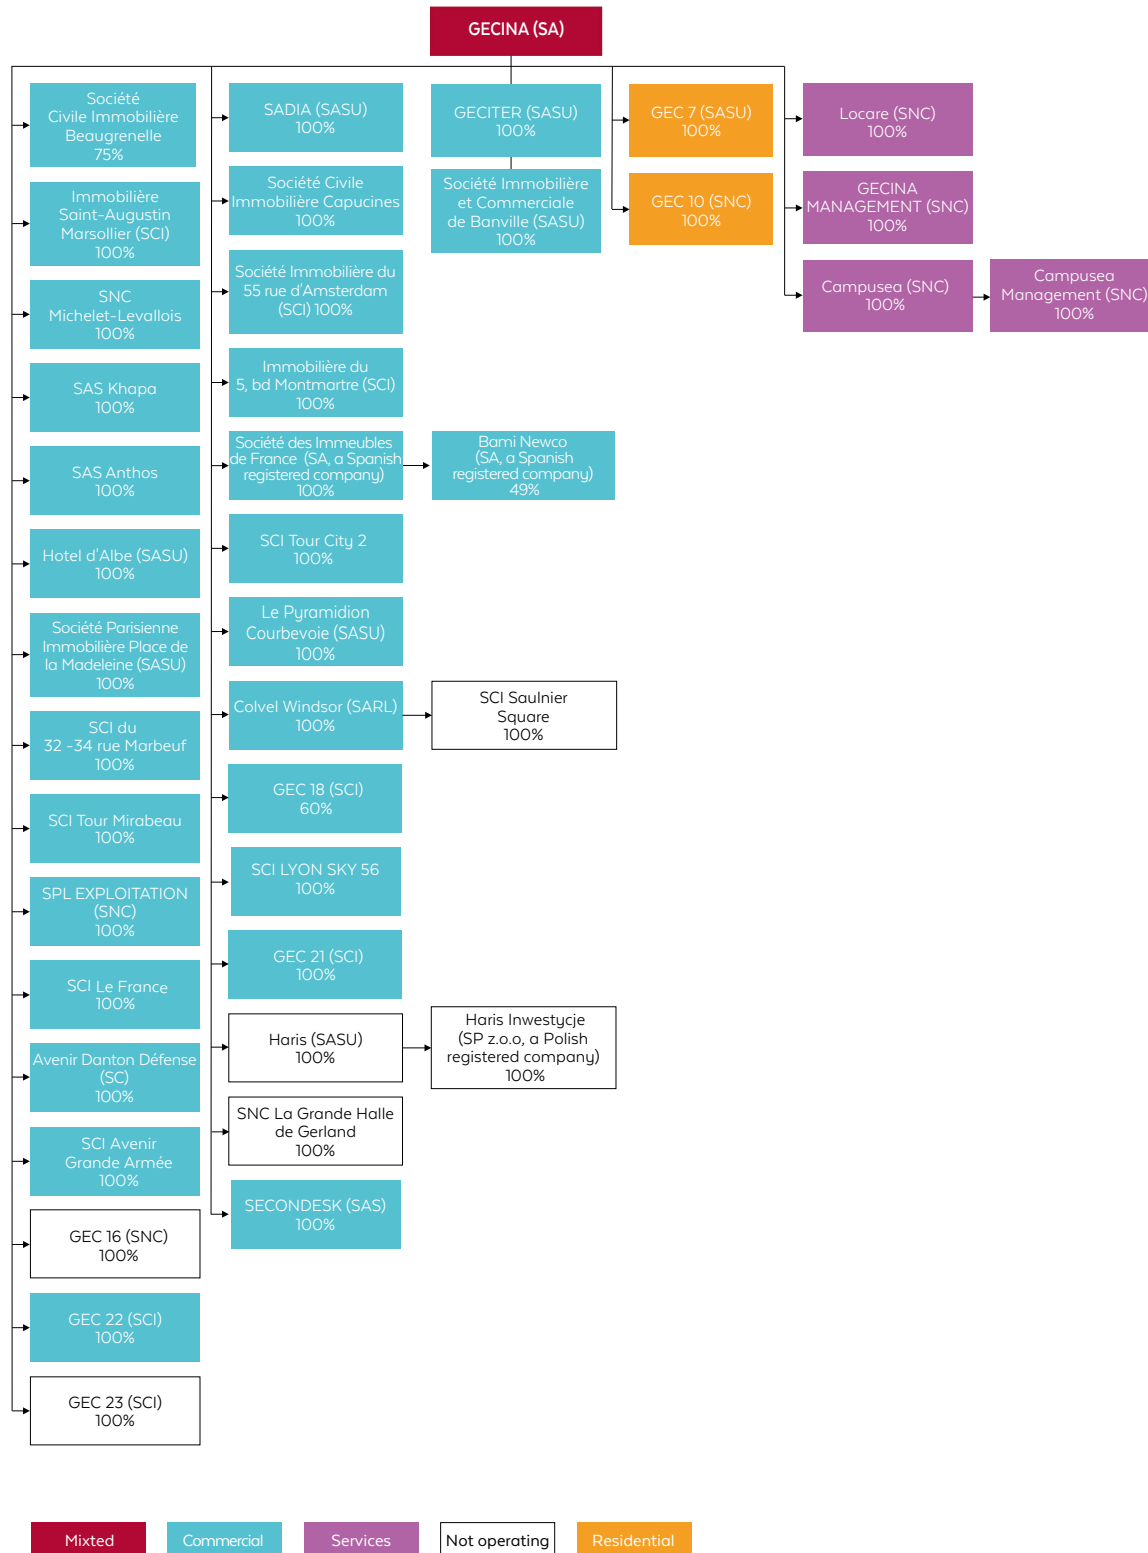 GECINA (SA)
Société
Civile Immobilière
Beaugrenelle
75%
Immobilière
Saint-Augustin
Marsollier (SCI)
100%
SNC
Michelet-Levallois
100%
SAS Khapa
100%
SAS Anthos
100%
Hotel d'Albe (SASU)
100%
Société Parisienne
Immobilière Place de
la Madeleine (SASU)
100%
SCI du
32 -34 rue Marbeuf
100%
SCI Tour Mirabeau
100%
SPL EXPLOITATION
(SNC)
100%
SCI Le France
100%
Avenir Danton Défense
(SC)
100%
SCI Avenir
Grande Armée
100%
GEC 16 (SNC)
100%
GEC 22 (SCI)
100%
GEC 23 (SCI)
100%
SADIA (SASU)
100%
Société Civile
Immobilière Capucines
100%
Société Immobilière du
55 rue d'Amsterdam
(SCI) 100%
Immobilière du
5, bd Montmartre (SCI)
100%
Société des Immeubles
de France (SA, a Spanish
registered company)
100%
Bami Newco
(SA, a Spanish
registered company)
49%
SCI Tour City 2
100%
Le Pyramidion
Courbevoie (SASU)
100%
Colvel Windsor (SARL)
100%
SCI Saulnier
Square
100%
GEC 18 (SCI)
60%
SCI LYON SKY 56
100%
GEC 21 (SCI)
100%
Haris (SASU)
100%
Haris Inwestycje
(SP z.o.o, a Polish
registered company)
100%
SNC La Grande Halle
de Gerland
100%
SECONDESK (SAS)
100%
GECITER (SASU)
100%
Société Immobilière
et Commerciale
de Banville (SASU)
100%
GEC 7 (SASU)
100%
GEC 10 (SNC)
100%
Locare (SNC)
100%
GECINA
MANAGEMENT (SNC)
100%
Campusea (SNC)
100%
Campusea
Management (SNC)
100%
Mixted
Commercial
Services
Not operating
Residential